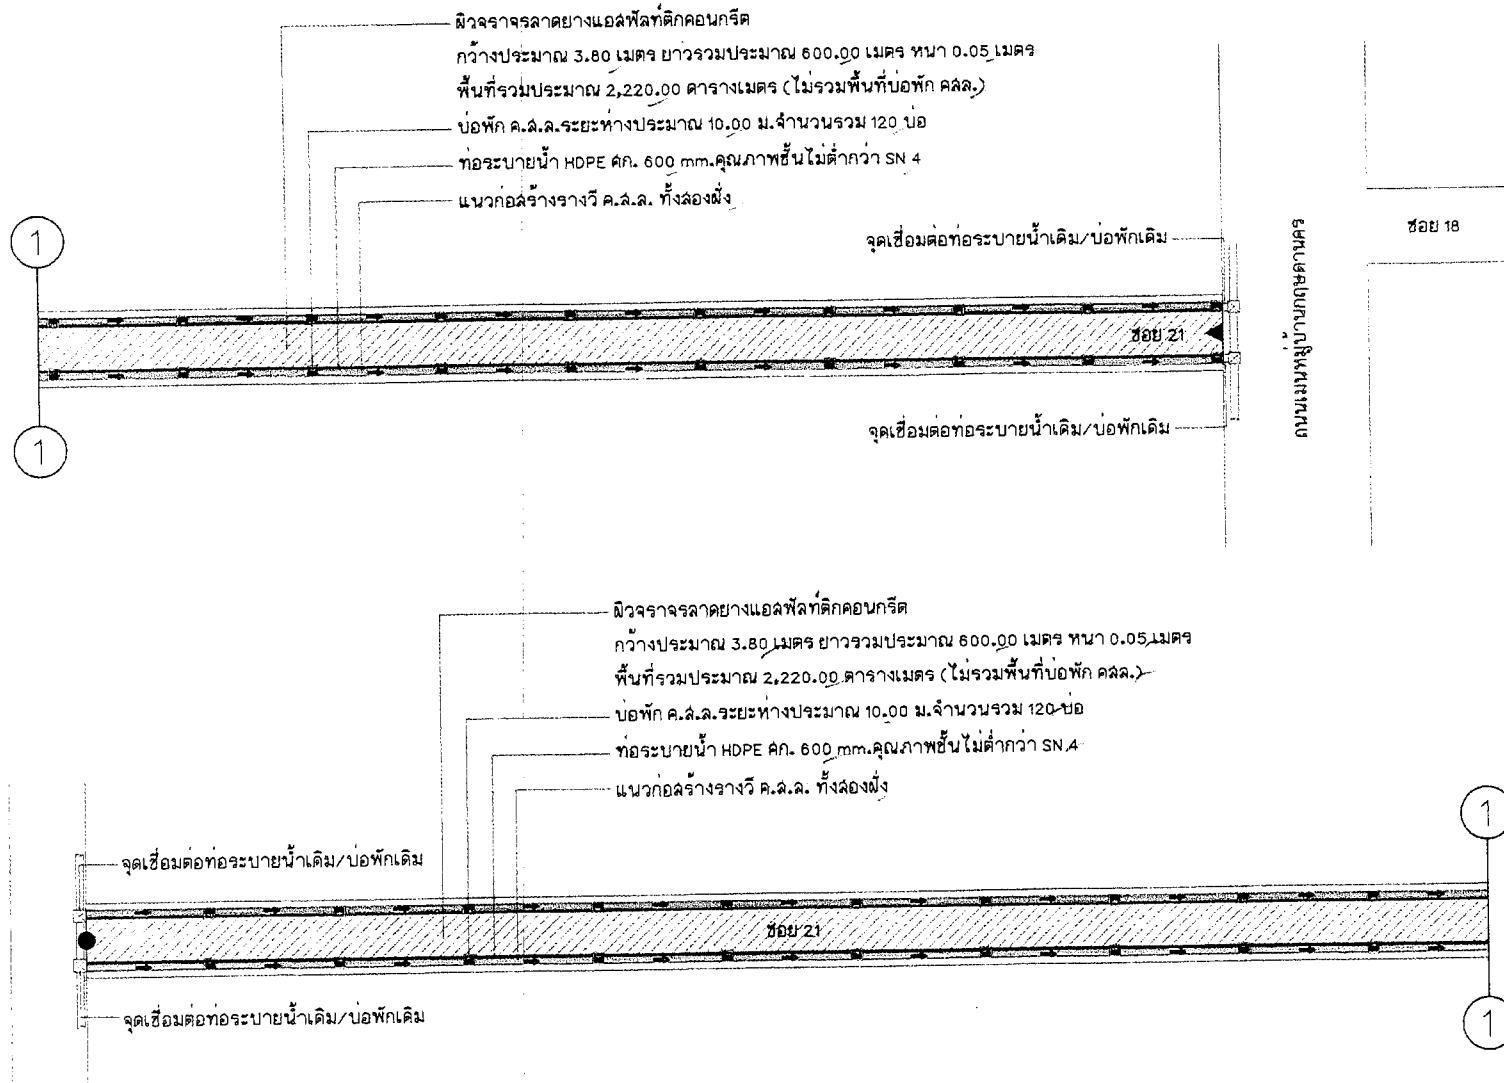 ผิวจราจรลาดยางแอสฟัลท์ติกคอนกรีต
กว้างประมาณ 3.80 เมตร ยาวรวมประมาณ 600.00 เมตร หนา 0.05 เมตร
พื้นที่รวมประมาณ 2,220.00 ตารางเมตร (ไม่รวมพื้นที่บ่อพัก คสล.)
บ่อพัก ค.ส.ล.ระยะห่างประมาณ 10.00 ม.จำนวนรวม 120 บ่อ
ท่อระบายน้ำ HDPE ศก. 600 mm.คุณภาพชั้นไม่ต่ำกว่า SN 4
แนวก่อสร้างรางวี ค.ส.ล. ทั้งสองฝั่ง
1
จุดเชื่อมต่อท่อระบายน้ำเดิม/บ่อพักเดิม
ซอย 18
ซอย 21
ถนนเมนหมู่บ้านกฤษดานคร
จุดเชื่อมต่อท่อระบายน้ำเดิม/บ่อพักเดิม
1
ผิวจราจรลาดยางแอสฟัลท์ติกคอนกรีต
กว้างประมาณ 3.80 เมตร ยาวรวมประมาณ 600.00 เมตร หนา 0.05 เมตร
พื้นที่รวมประมาณ 2,220.00 ตารางเมตร (ไม่รวมพื้นที่บ่อพัก คสล.)
บ่อพัก ค.ส.ล.ระยะห่างประมาณ 10.00 ม.จำนวนรวม 120 บ่อ
ท่อระบายน้ำ HDPE ศก. 600 mm.คุณภาพชั้นไม่ต่ำกว่า SN 4
แนวก่อสร้างรางวี ค.ส.ล. ทั้งสองฝั่ง
1
จุดเชื่อมต่อท่อระบายน้ำเดิม/บ่อพักเดิม
ซอย 21
จุดเชื่อมต่อท่อระบายน้ำเดิม/บ่อพักเดิม
1